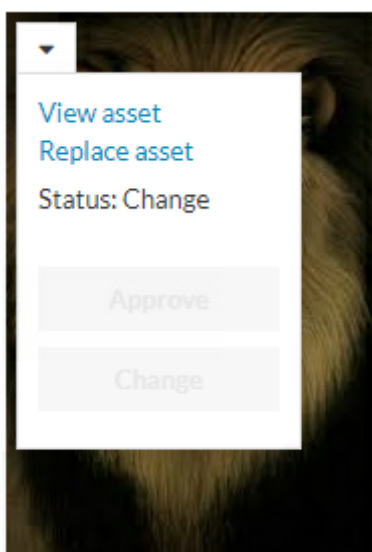 View asset
Replace asset
Status: Change
Approve
Change